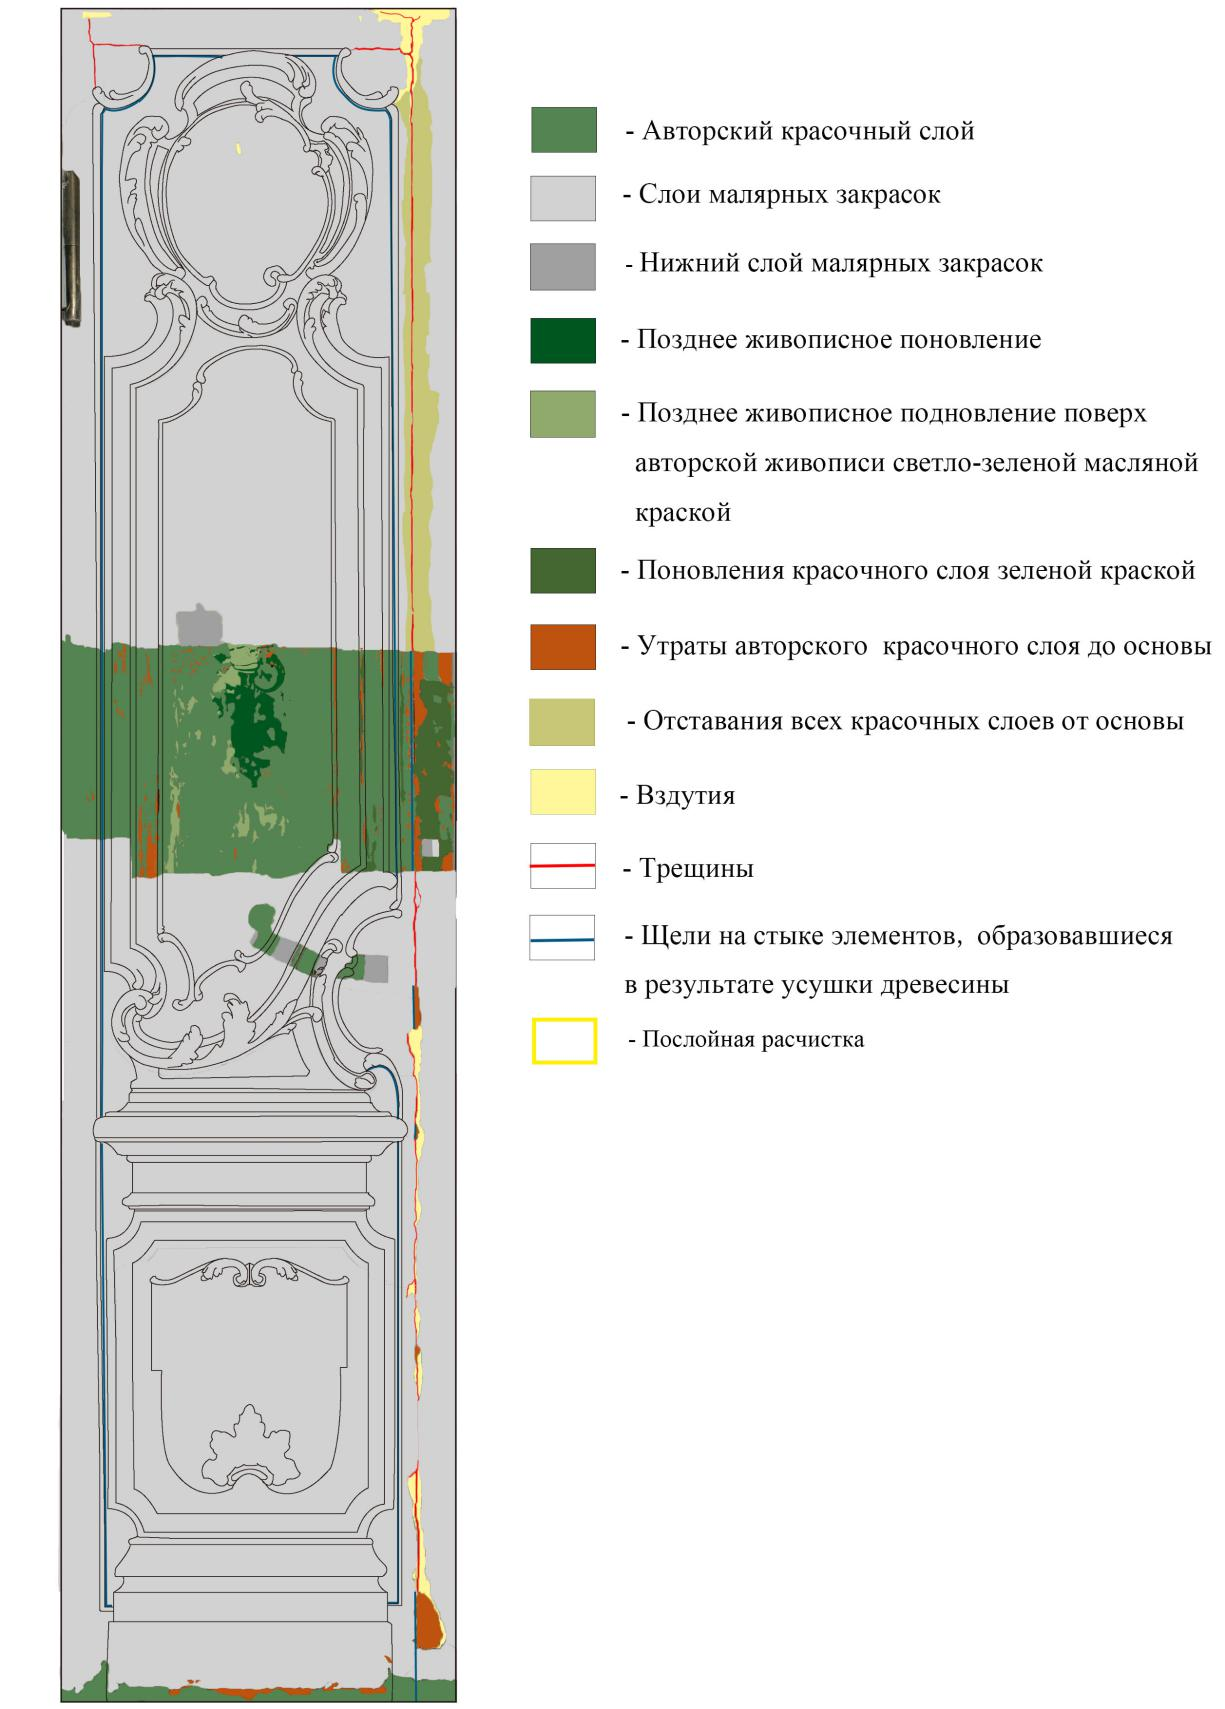 - Авторский красочный слой
- Слои малярных закрасок
- Нижний слой малярных закрасок
- Позднее живописное поновление
- Позднее живописное подновление поверх
авторской живописи светло-зеленой масляной
краской
- Поновления красочного слоя зеленой краской
- Утраты авторского красочного слоя до основы
- Отставания всех красочных слоев от основы
- Вздутия
- Трещины
- Щели на стыке элементов, образовавшиеся
в результате усушки древесины
- Послойная расчистка